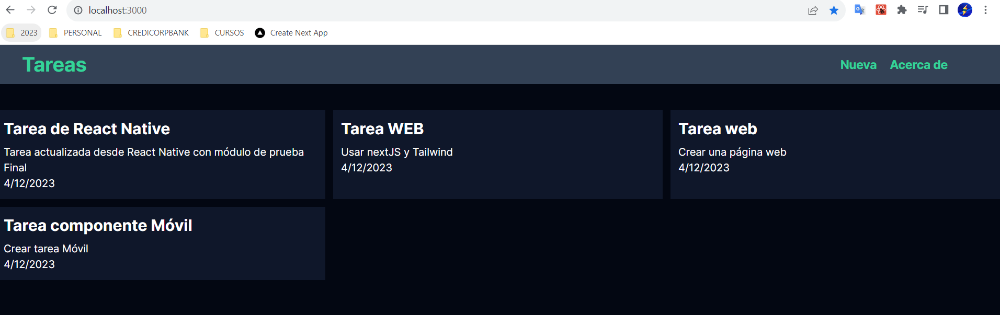 localhost:3000
2023 PERSONAL CREDICORPBANK CURSOS Create Next App
Tareas Nueva Acerca de
Tarea de React Native
Tarea actualizada desde React Native con módulo de prueba
Final
4/12/2023
Tarea WEB
Usar nextJS y Tailwind
4/12/2023
Tarea web
Crear una página web
4/12/2023
Tarea componente Móvil
Crear tarea Móvil
4/12/2023